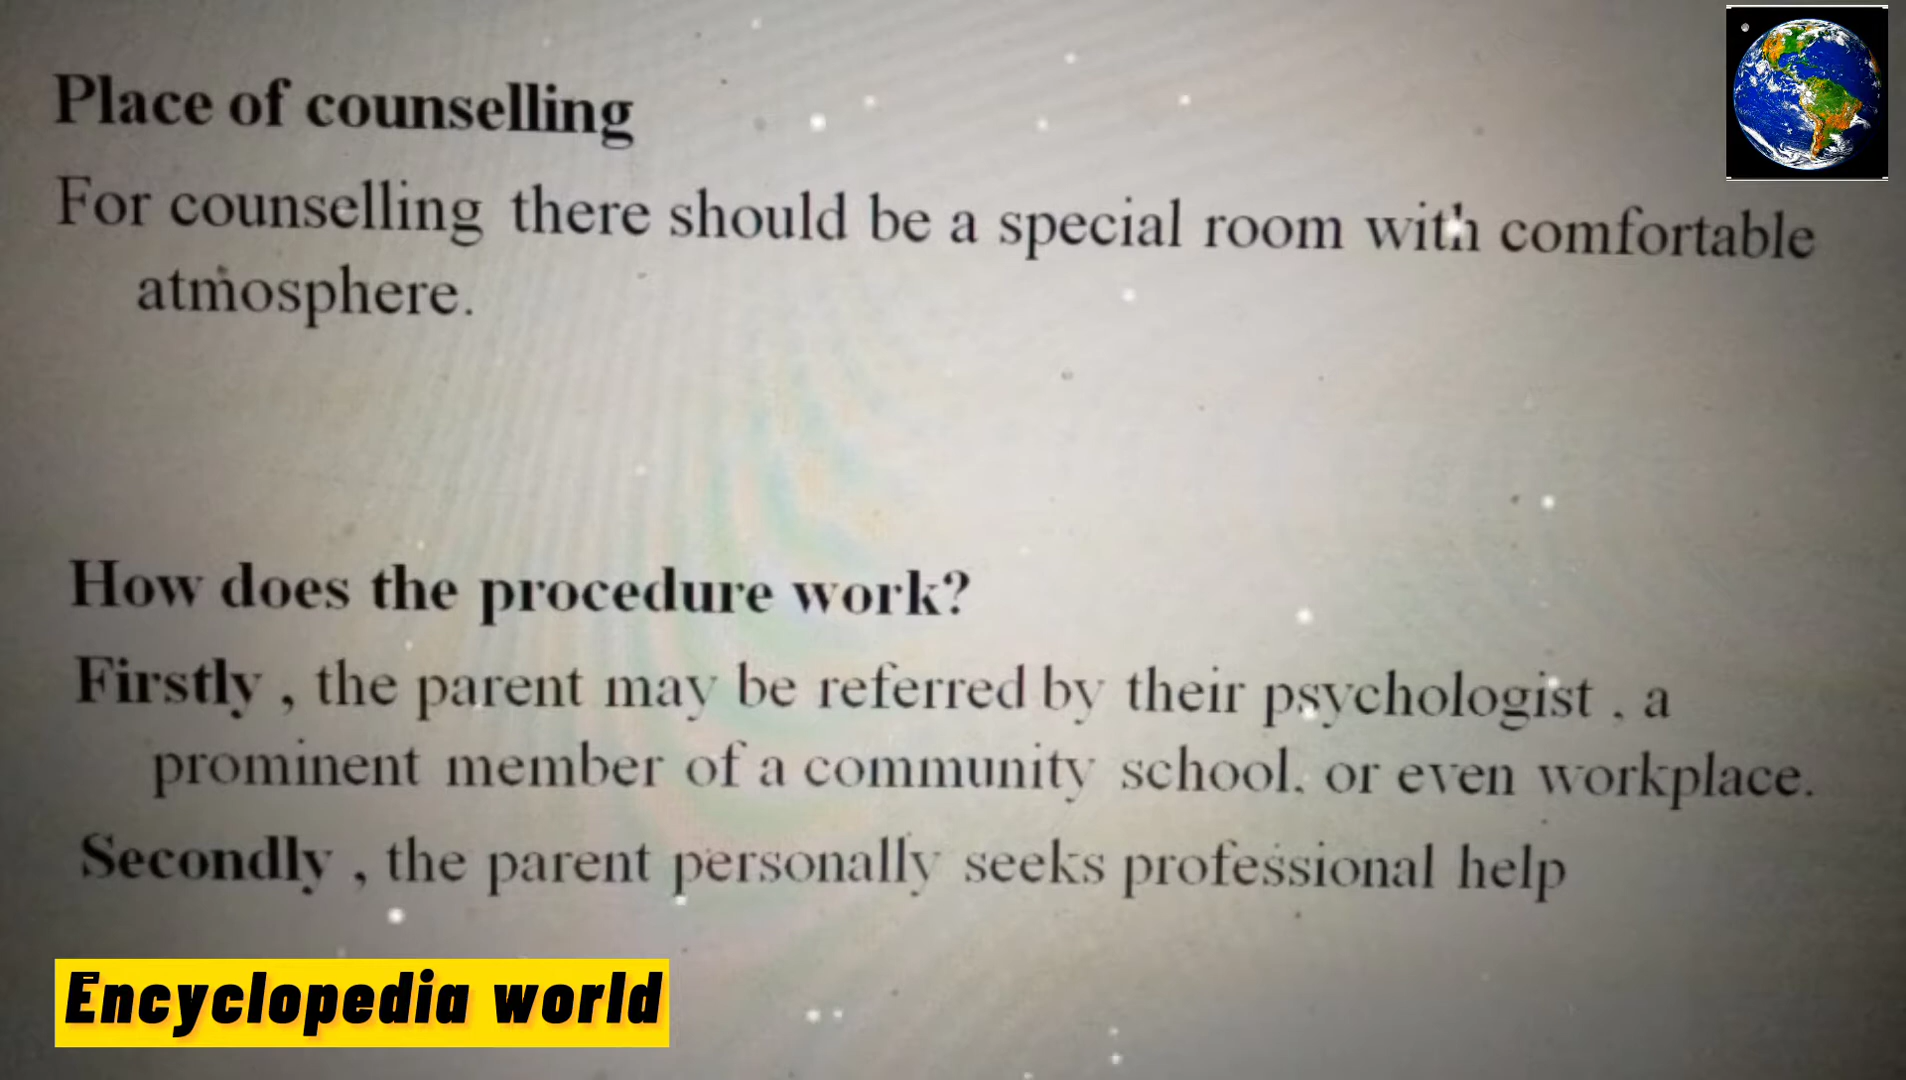 Place of counselling
For counselling there should be a special room with comfortable
atmosphere.
How does the procedure work?
Firstly , the parent may be referred by their psychologist , a
prominent member of a community school, or even workplace.
Secondly , the parent personally seeks professional help
Encyclopedia world